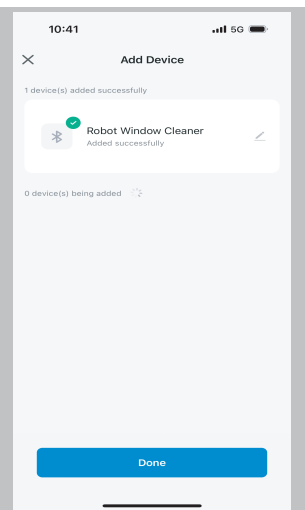 10:41
5G
Add Device
1 device(s) added successfully
Robot Window Cleaner
Added successfully
0 device(s) being added
Done